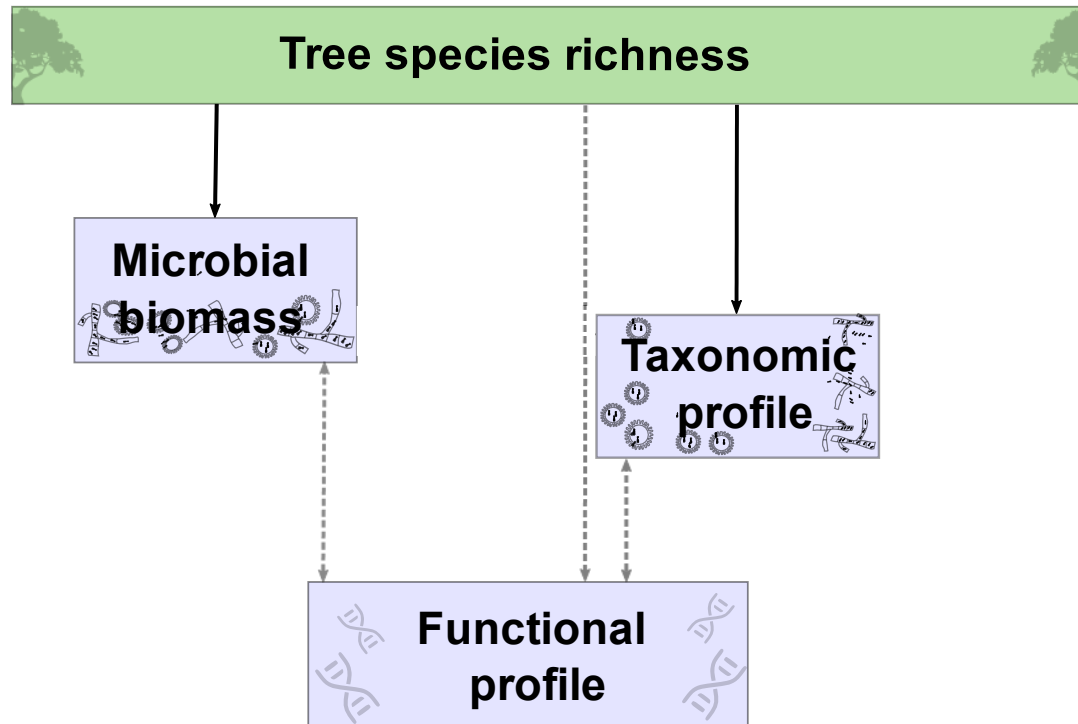 Tree species richness
Microbial
biomass
Taxonomic
profile
Functional
profile